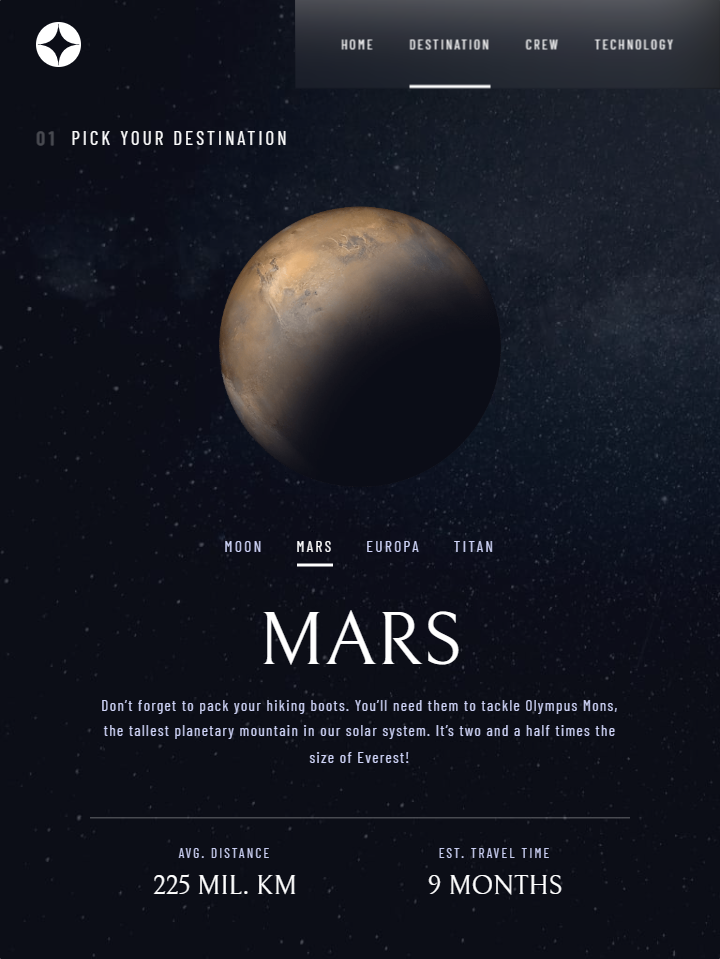 HOME DESTINATION CREW TECHNOLOGY
01 PICK YOUR DESTINATION
MOON MARS EUROPA TITAN
MARS
Don’t forget to pack your hiking boots. You’ll need them to tackle Olympus Mons,
the tallest planetary mountain in our solar system. It’s two and a half times the
size of Everest!
AVG. DISTANCE
225 MIL. KM
EST. TRAVEL TIME
9 MONTHS